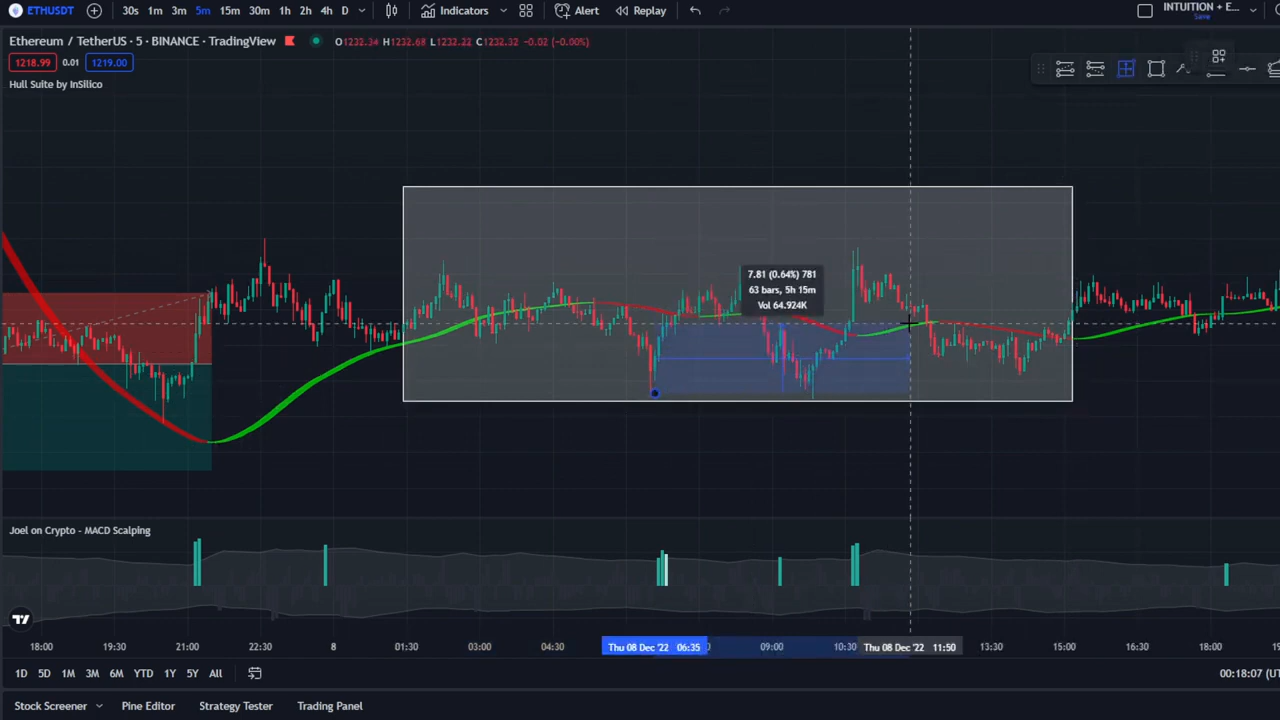 ETHUSDT 30s 1m 3m 5m 15m 30m 1h 2h 4h D Indicators Alert Replay INTUITION + E...
Save
Ethereum / TetherUS · 5 · BINANCE · TradingView O1232.34 H1232.68 L1232.22 C1232.32 -0.02 (-0.00%)
1218.99 0.01 1219.00
Hull Suite by InSilico
7.81 (0.64%) 781
63 bars, 5h 15m
Vol 64.924K
Joel on Crypto - MACD Scalping
18:00 19:30 21:00 22:30 8 01:30 03:00 04:30 Thu 08 Dec '22 06:35 09:00 10:30 Thu 08 Dec '22 11:50 13:30 15:00 16:30 18:00
1D 5D 1M 3M 6M YTD 1Y 5Y All 00:18:07 (UT
Stock Screener Pine Editor Strategy Tester Trading Panel